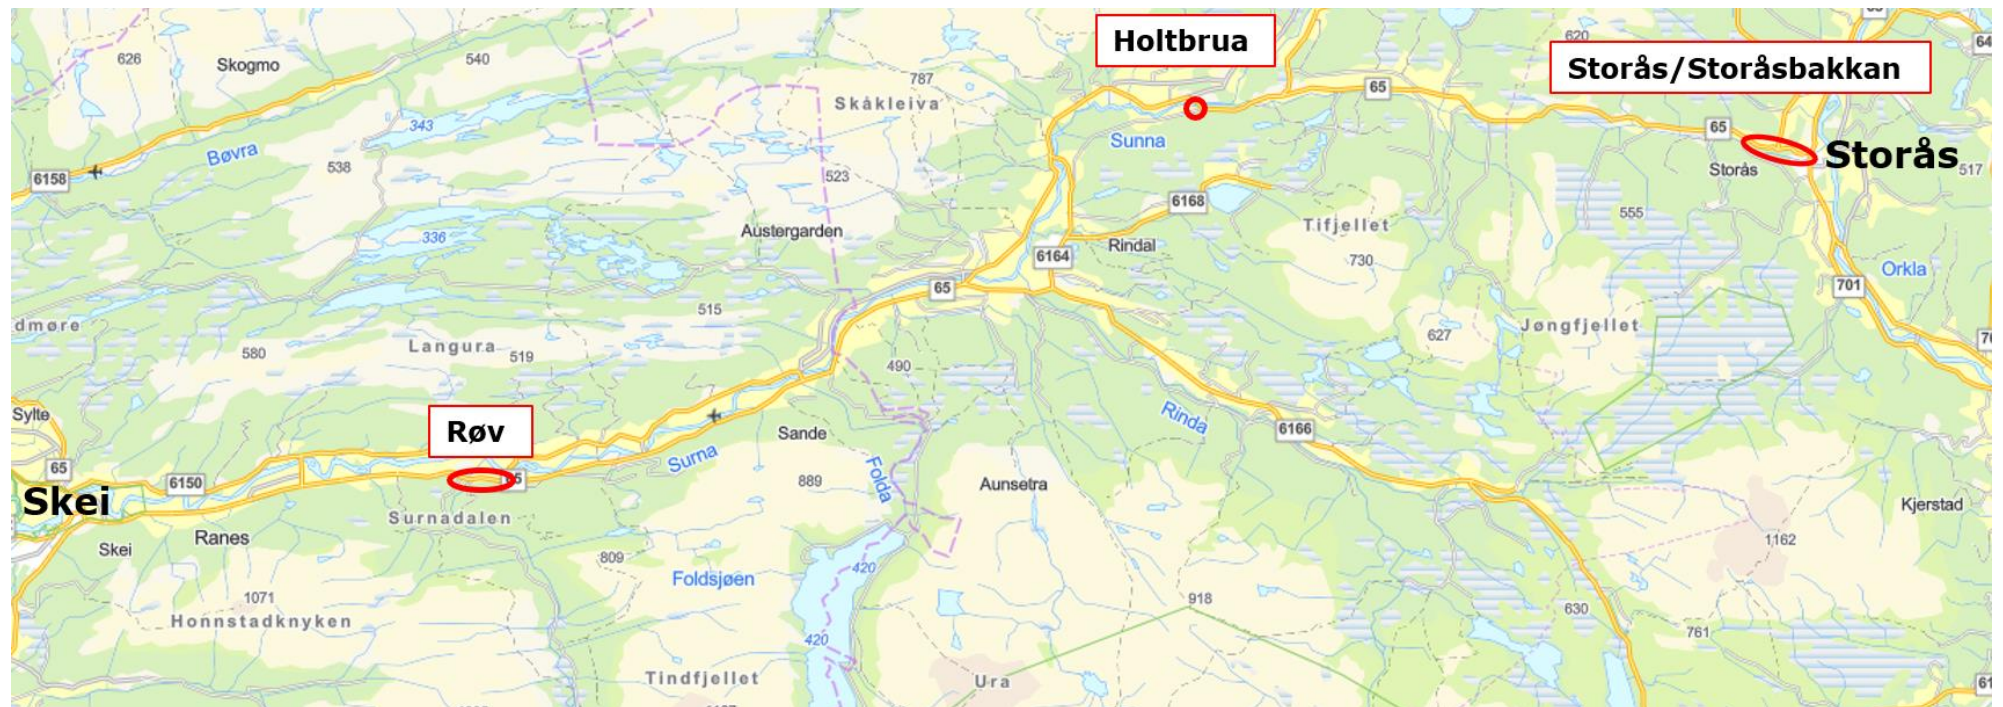 Holtbrua
Storås/Storåsbakkan
626
Skogmo
540
787
Skåkleiva
65
620
343
Bøvra
538
523
Sunna
65
Storås
Storås
517
6158
6168
555
336
Austergarden
Tifjellet
Rindal
730
6164
65
Orkla
701
515
dmøre
580
Langura
519
490
627
Jøngfjellet
Sylte
Røv
Sande
Rinda
6166
65
Skei
6150
65
Surna
889
Folda
Aunsetra
Surnadalen
Kjerstad
Skei
Ranes
809
1162
Foldsjøen
420
1071
Honnstadknyken
918
630
420
761
Tindfjellet
Ura